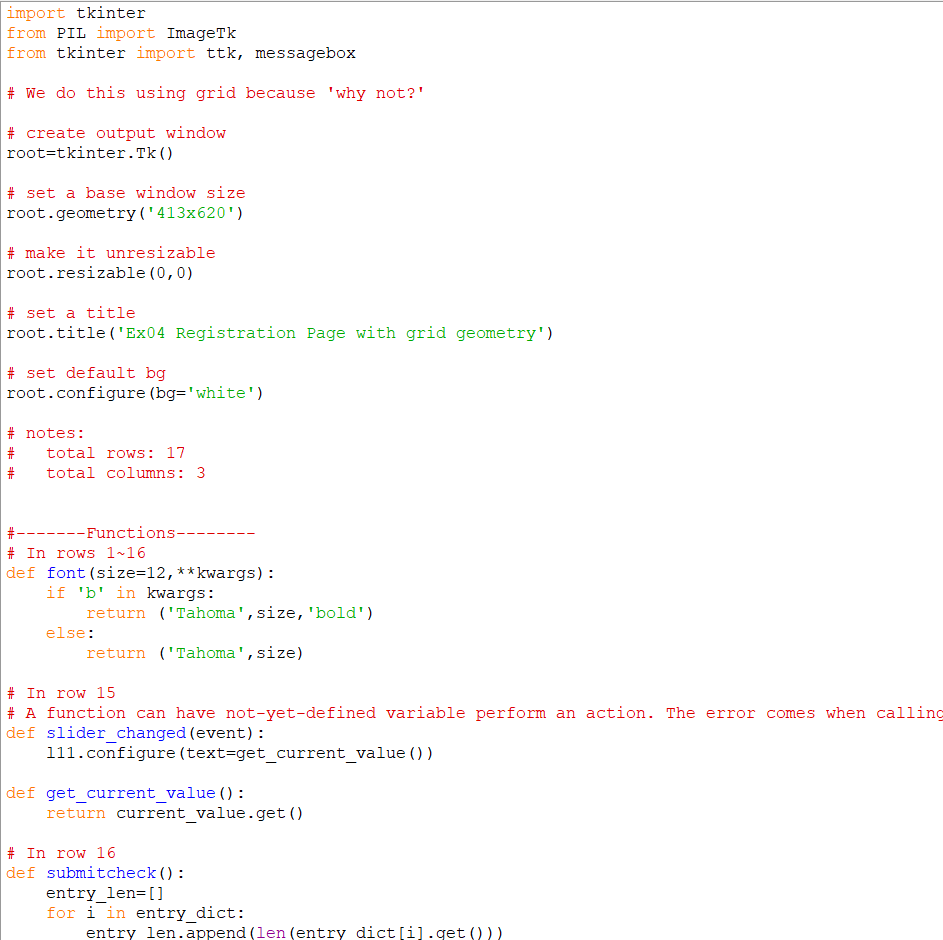 import tkinter
from PIL import ImageTk
from tkinter import ttk, messagebox
# We do this using grid because 'why not?'
# create output window
root=tkinter.Tk()
# set a base window size
root.geometry('413x620')
# make it unresizable
root.resizable(0,0)
# set a title
root.title('Ex04 Registration Page with grid geometry')
# set default bg
root.configure(bg='white')
# notes:
#   total rows: 17
#   total columns: 3
#-------Functions--------
# In rows 1~16
def font(size=12,**kwargs):
    if 'b' in kwargs:
        return ('Tahoma',size,'bold')
    else:
        return ('Tahoma',size)
# In row 15
# A function can have not-yet-defined variable perform an action. The error comes when calling
def slider_changed(event):
    l11.configure(text=get_current_value())
def get_current_value():
    return current_value.get()
# In row 16
def submitcheck():
    entry_len=[]
    for i in entry_dict:
        entry_len.append(len(entry_dict[i].get()))